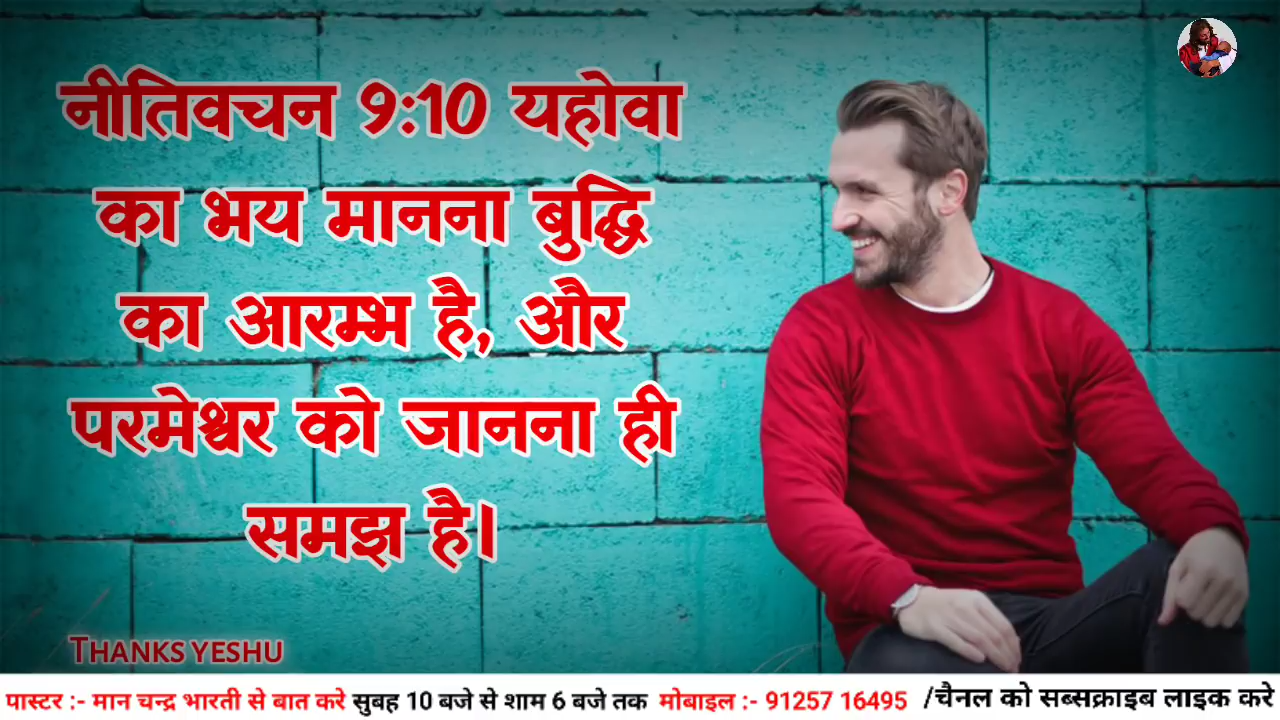 नीतिवचन 9:10 यहोवा
का भय मानना बुद्धि
का आरम्भ है, और
परमेश्वर को जानना ही
समझ है।
THANKS YESHU
पास्टर :- मान चन्द्र भारती से बात करे सुबह 10 बजे से शाम 6 बजे तक मोबाइल :- 91257 16495 /चैनल को सब्सक्राइब लाइक करे